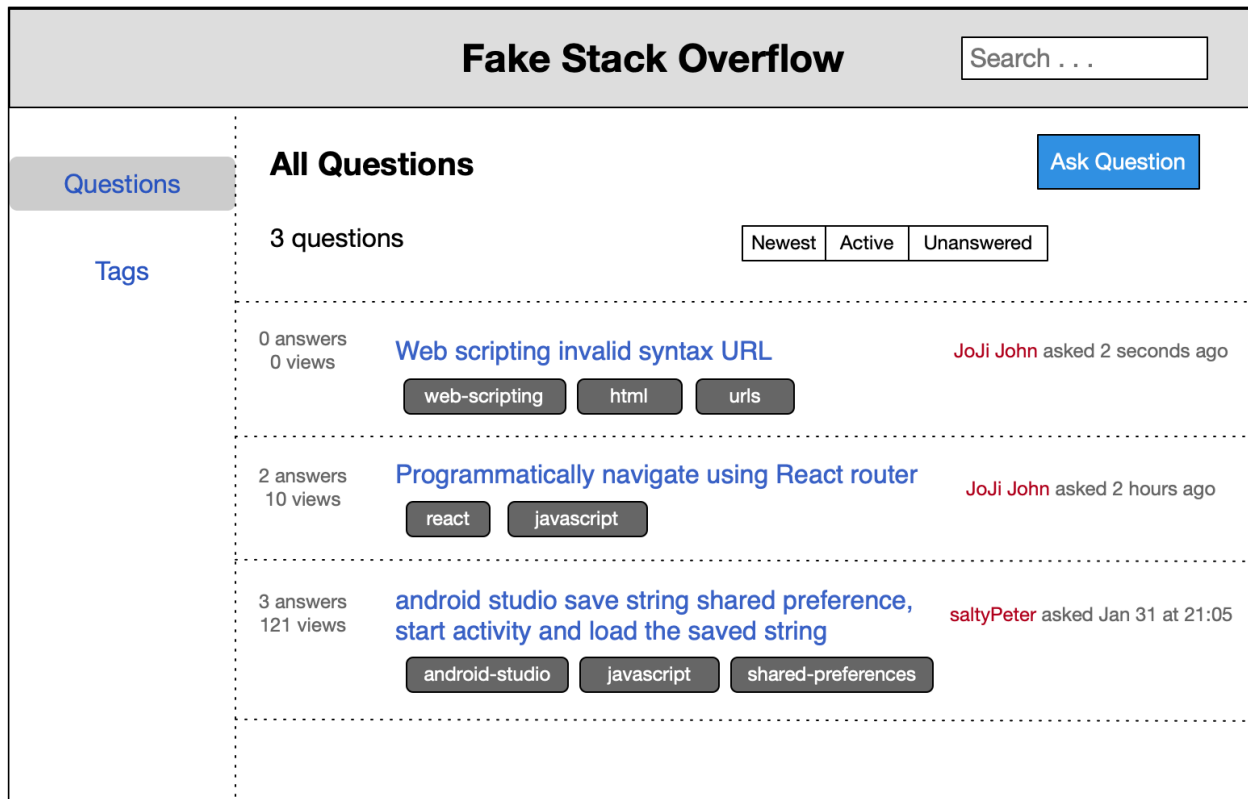 Fake Stack Overflow
Search . . .
Questions
Tags
All Questions
Ask Question
3 questions
Newest
Active
Unanswered
0 answers
0 views
Web scripting invalid syntax URL
web-scripting
html
urls
JoJi John asked 2 seconds ago
2 answers
10 views
Programmatically navigate using React router
react
javascript
JoJi John asked 2 hours ago
3 answers
121 views
android studio save string shared preference,
start activity and load the saved string
android-studio
javascript
shared-preferences
saltyPeter asked Jan 31 at 21:05